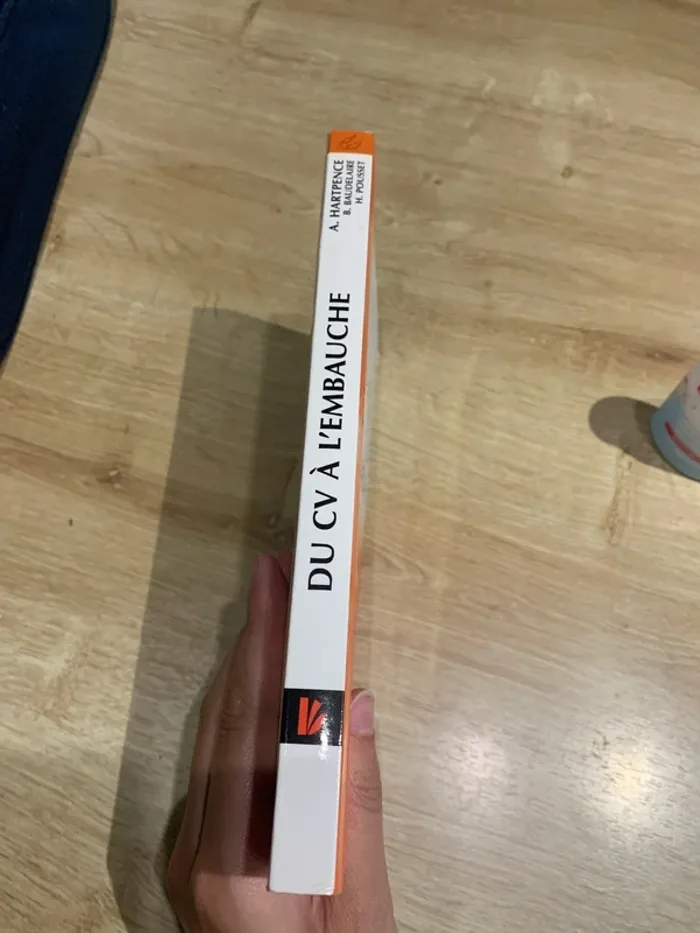 DU CV À L'EMBAUCHE
A. HARTPENCE
B. BAUDELAIRE
H. POUSSET